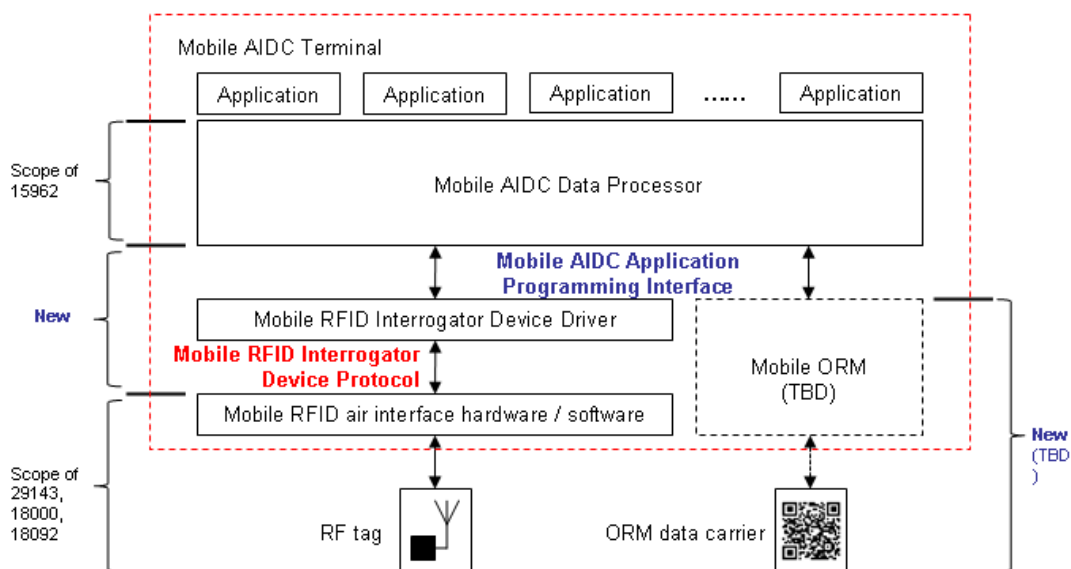 Mobile AIDC Terminal
Application
Application
Application
......
Application
Scope of
15962
Mobile AIDC Data Processor
Mobile AIDC Application
Programming Interface
New
Mobile RFID Interrogator Device Driver
Mobile RFID Interrogator
Device Protocol
Mobile ORM
(TBD)
Mobile RFID air interface hardware / software
New
(TBD
)
Scope of
29143,
18000,
18092
RF tag
ORM data carrier